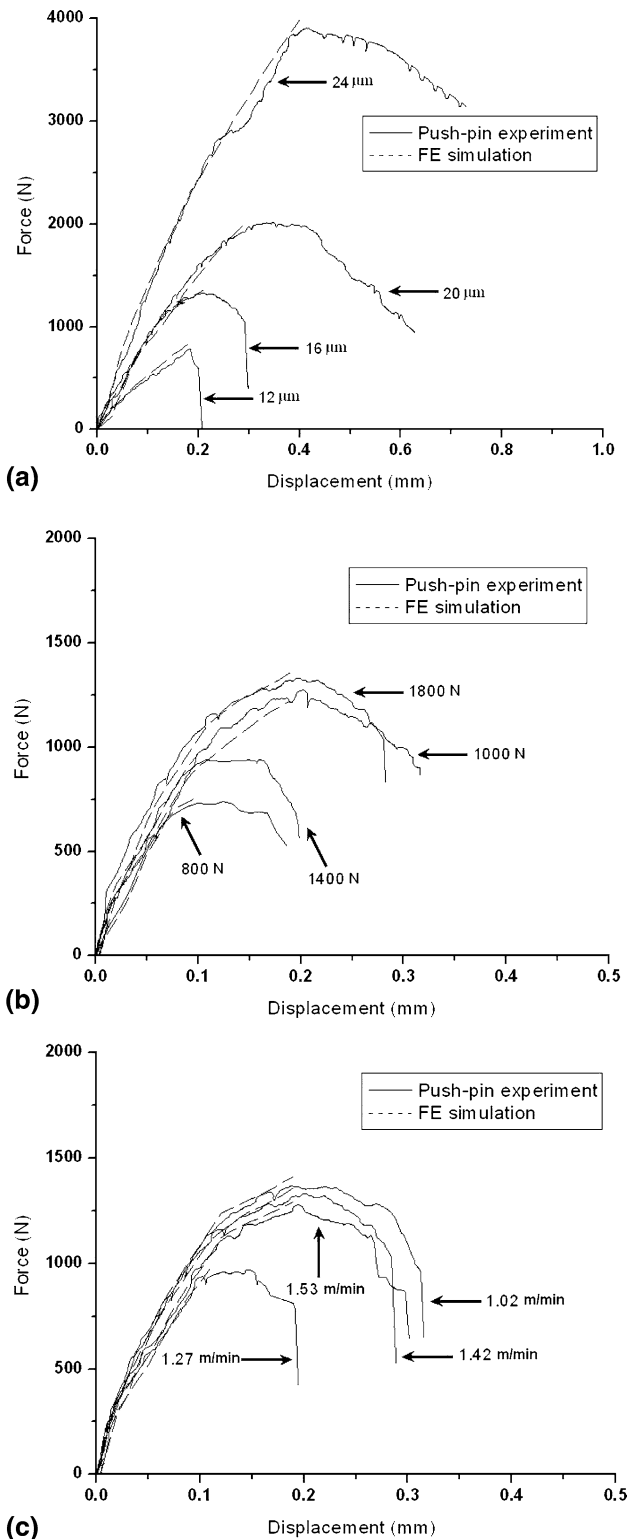 4000
3000
2000
1000
0
Force (N)
24 μm
Push-pin experiment
FE simulation
20 μm
16 μm
12 μm
0.0 0.2 0.4 0.6 0.8 1.0
Displacement (mm)
(a)
2000
1500
1000
500
0
Force (N)
Push-pin experiment
FE simulation
1800 N
1000 N
800 N
1400 N
0.0 0.1 0.2 0.3 0.4 0.5
Displacement (mm)
(b)
2000
1500
1000
500
0
Force (N)
Push-pin experiment
FE simulation
1.53 m/min
1.02 m/min
1.27 m/min
1.42 m/min
0.0 0.1 0.2 0.3 0.4 0.5
Displacement (mm)
(c)